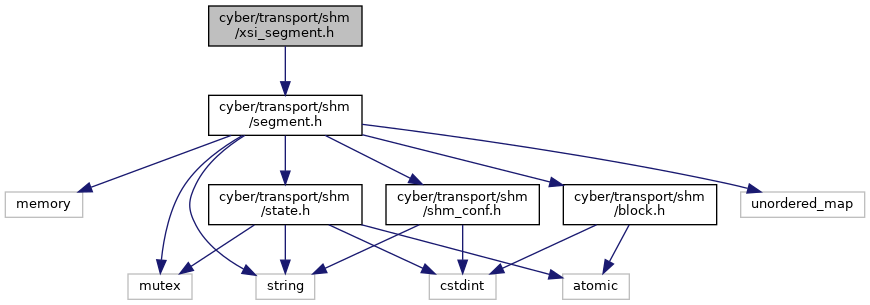 cyber/transport/shm
/xsi_segment.h
cyber/transport/shm
/segment.h
memory
cyber/transport/shm
/state.h
cyber/transport/shm
/shm_conf.h
cyber/transport/shm
/block.h
unordered_map
mutex
string
cstdint
atomic